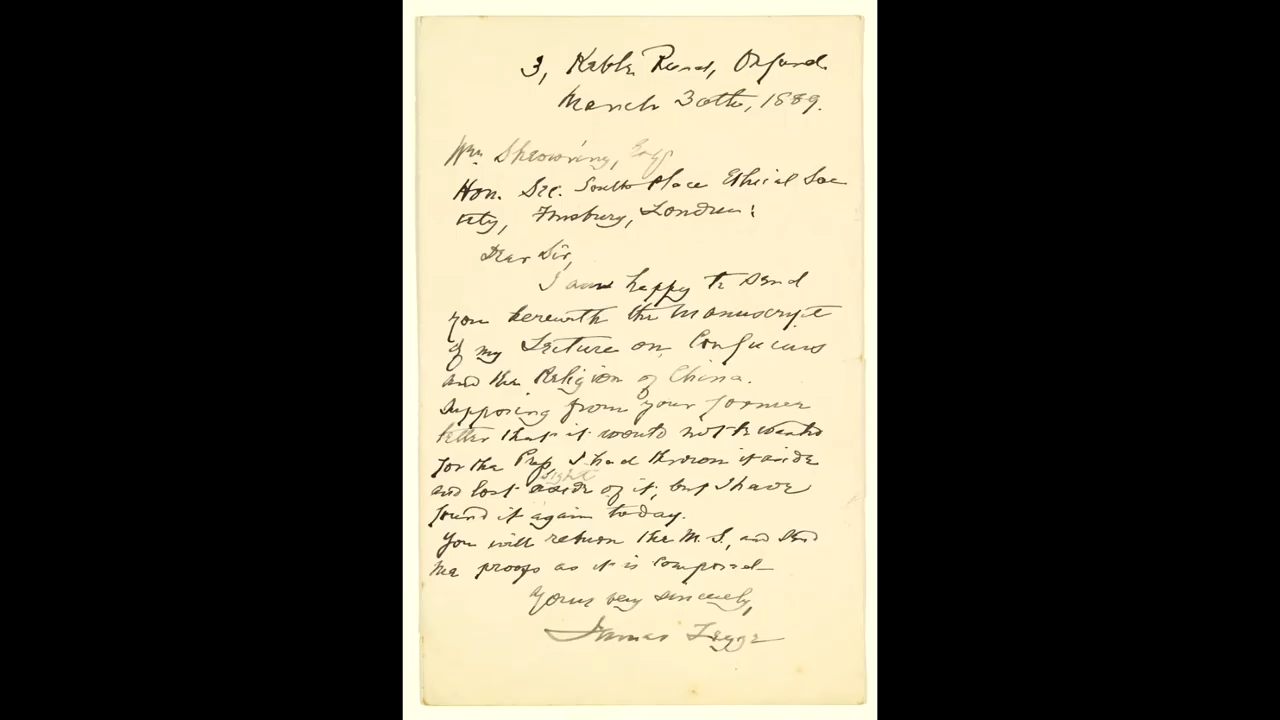 3, Keble Road, Oxford
March 30th, 1889.
Wm. Sheowring, Esqr
Hon. Sec. South Place Ethical Soc
iety, Finsbury, London:
Dear Sir,
I am happy to send
you herewith the Manuscript
of my Lecture on Confucius
and the Religion of China.
Supposing from your former
letter that it would not be wanted
for the Press, I had thrown it aside
sight
and lost aside of it, but I have
found it again today.
You will return the M.S., and send
me proofs as it is composed
Yours very sincerely,
James Legge